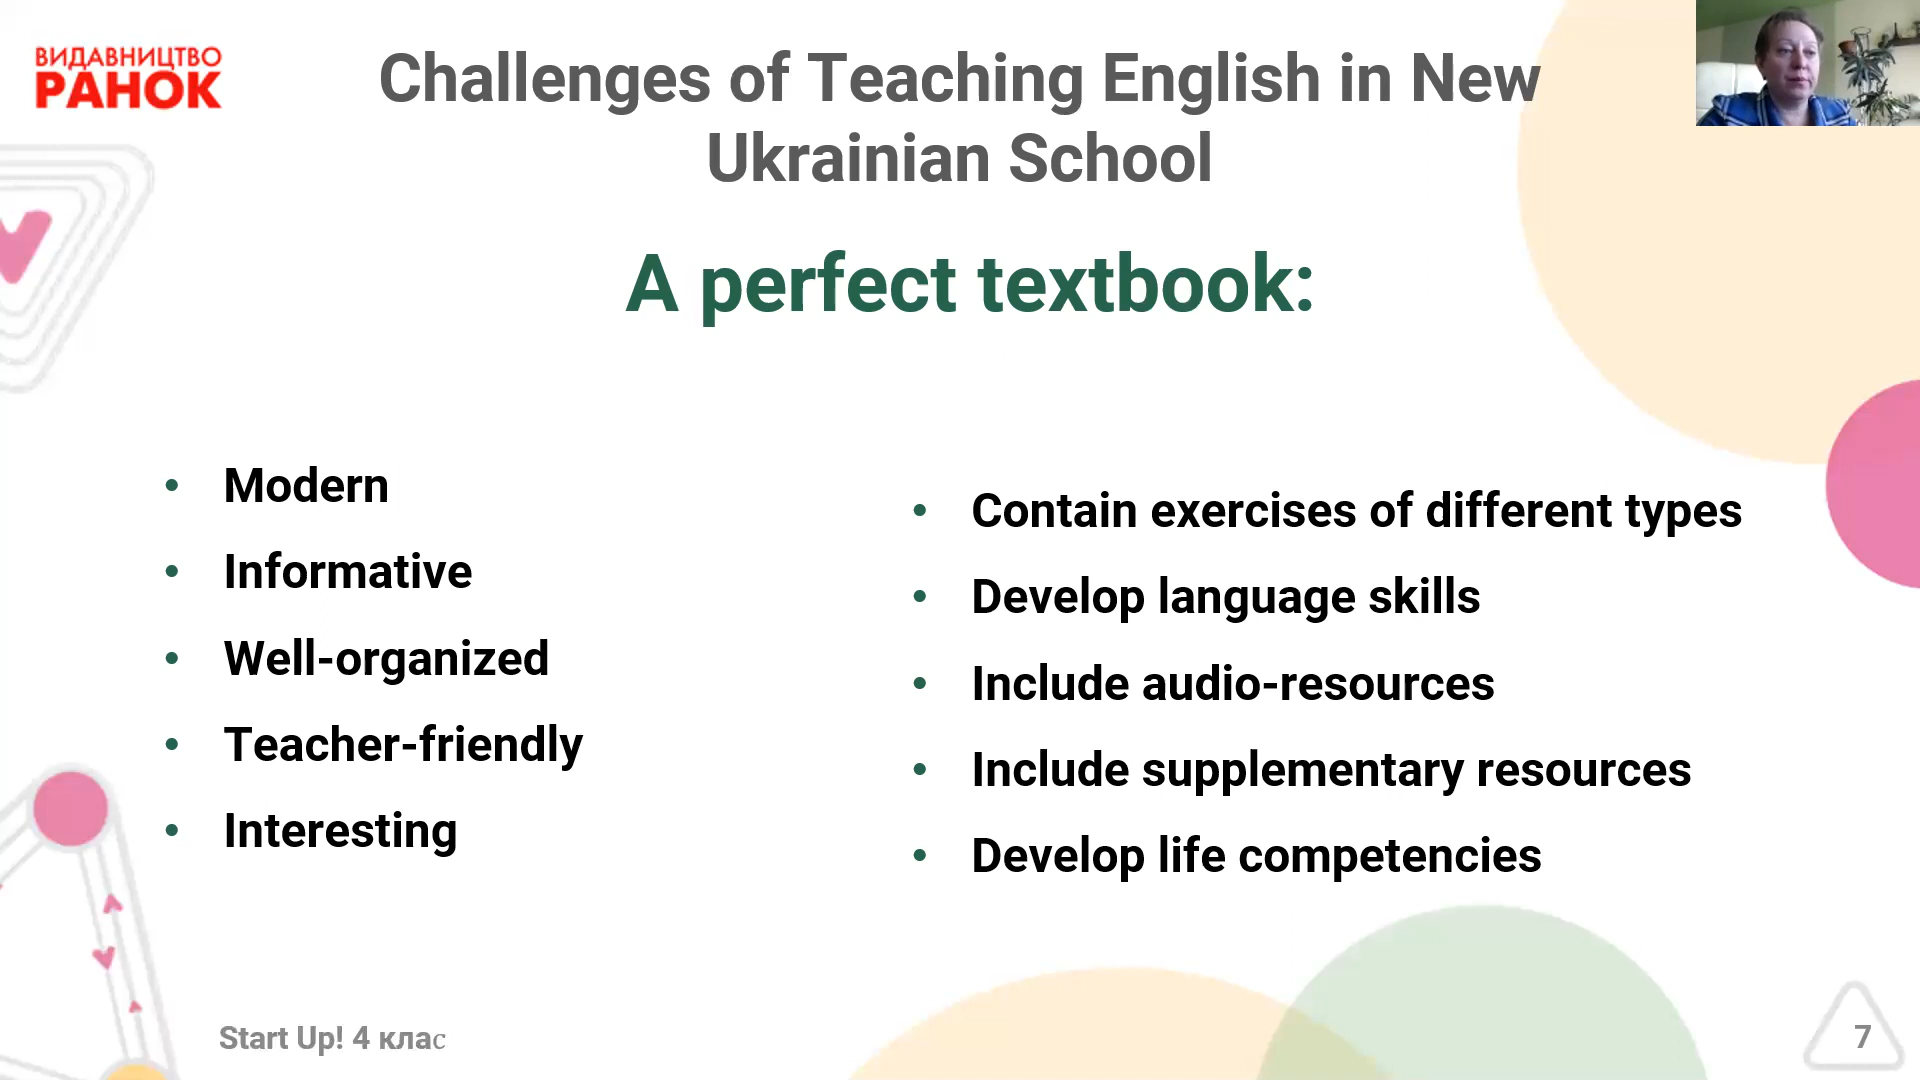 ВИДАВНИЦТВО
РАНОК
Challenges of Teaching English in New
Ukrainian School
A perfect textbook:
• Modern
• Informative
• Well-organized
• Teacher-friendly
• Interesting
• Contain exercises of different types
• Develop language skills
• Include audio-resources
• Include supplementary resources
• Develop life competencies
Start Up! 4 клас
7